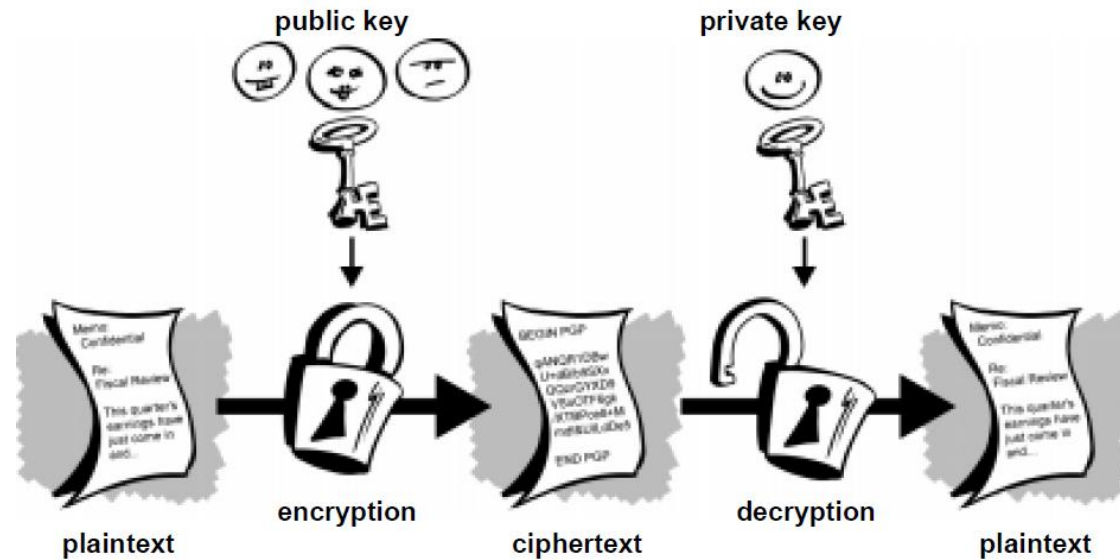 public key
private key
Memo:
Confidential
Re:
Fiscal Review
This quarter's
earnings have
just come in
and...
BEGIN PGP
END PGP
Memo:
Confidential
Re:
Fiscal Review
This quarter's
earnings have
just come in
and...
encryption
decryption
plaintext
ciphertext
plaintext